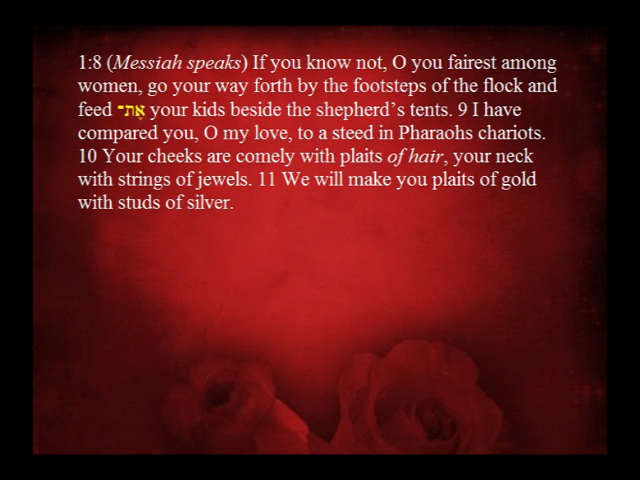 1:8 (Messiah speaks) If you know not, O you fairest among
women, go your way forth by the footsteps of the flock and
feed אֶת־ your kids beside the shepherd’s tents. 9 I have
compared you, O my love, to a steed in Pharaohs chariots.
10 Your cheeks are comely with plaits of hair, your neck
with strings of jewels. 11 We will make you plaits of gold
with studs of silver.